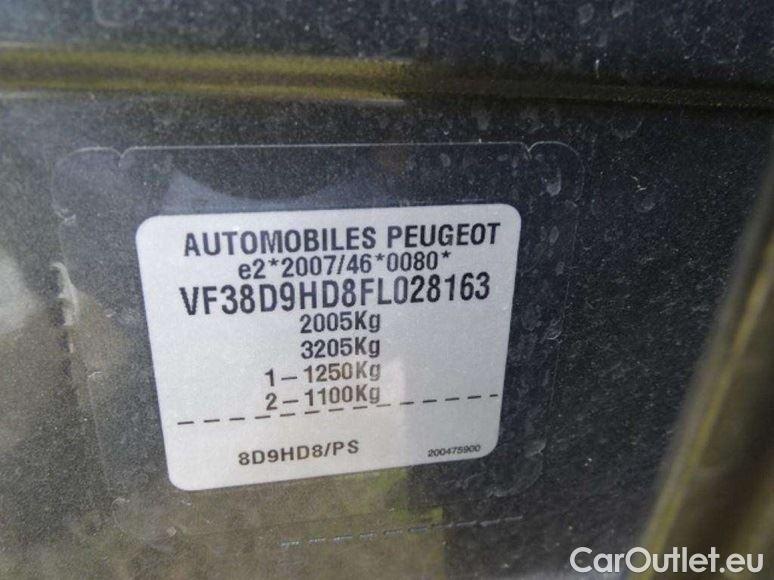 AUTOMOBILES PEUGEOT
e2*2007/46*0080*
VF38D9HD8FL028163
2005Kg
3205Kg
1-1250Kg
2-1100Kg
8D9HD8/PS
200475900
CarOutlet.eu